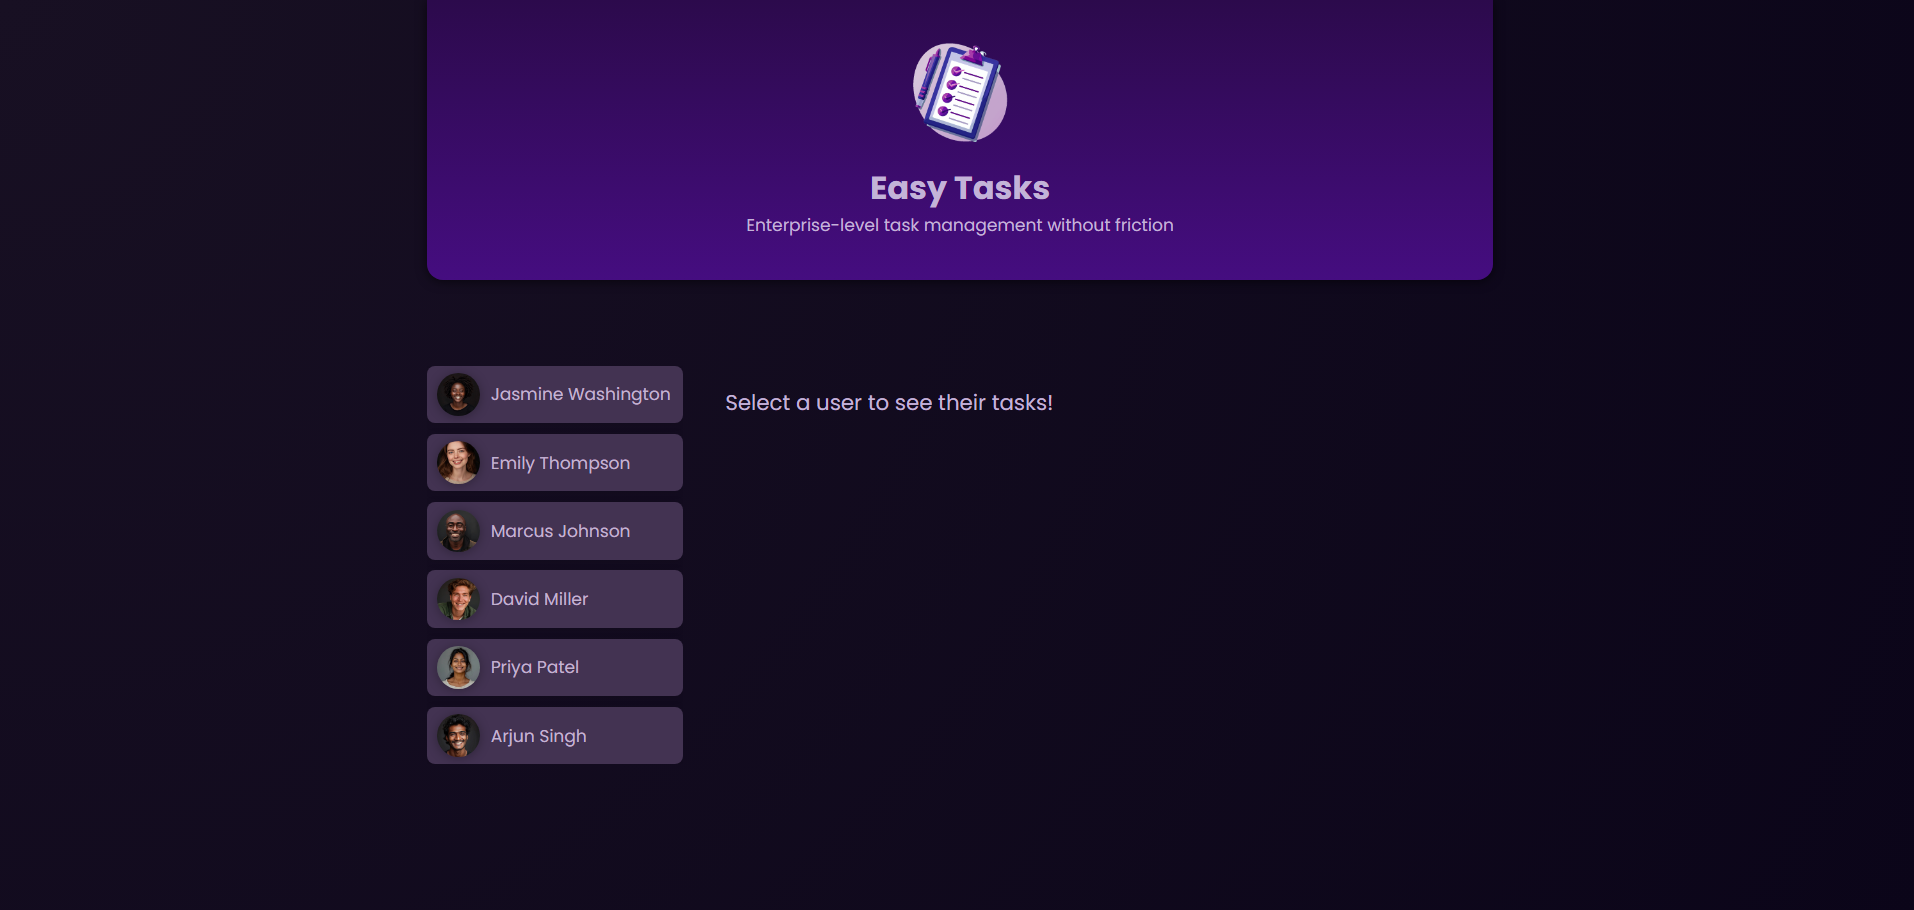 Easy Tasks
Enterprise-level task management without friction
Jasmine Washington
Select a user to see their tasks!
Emily Thompson
Marcus Johnson
David Miller
Priya Patel
Arjun Singh